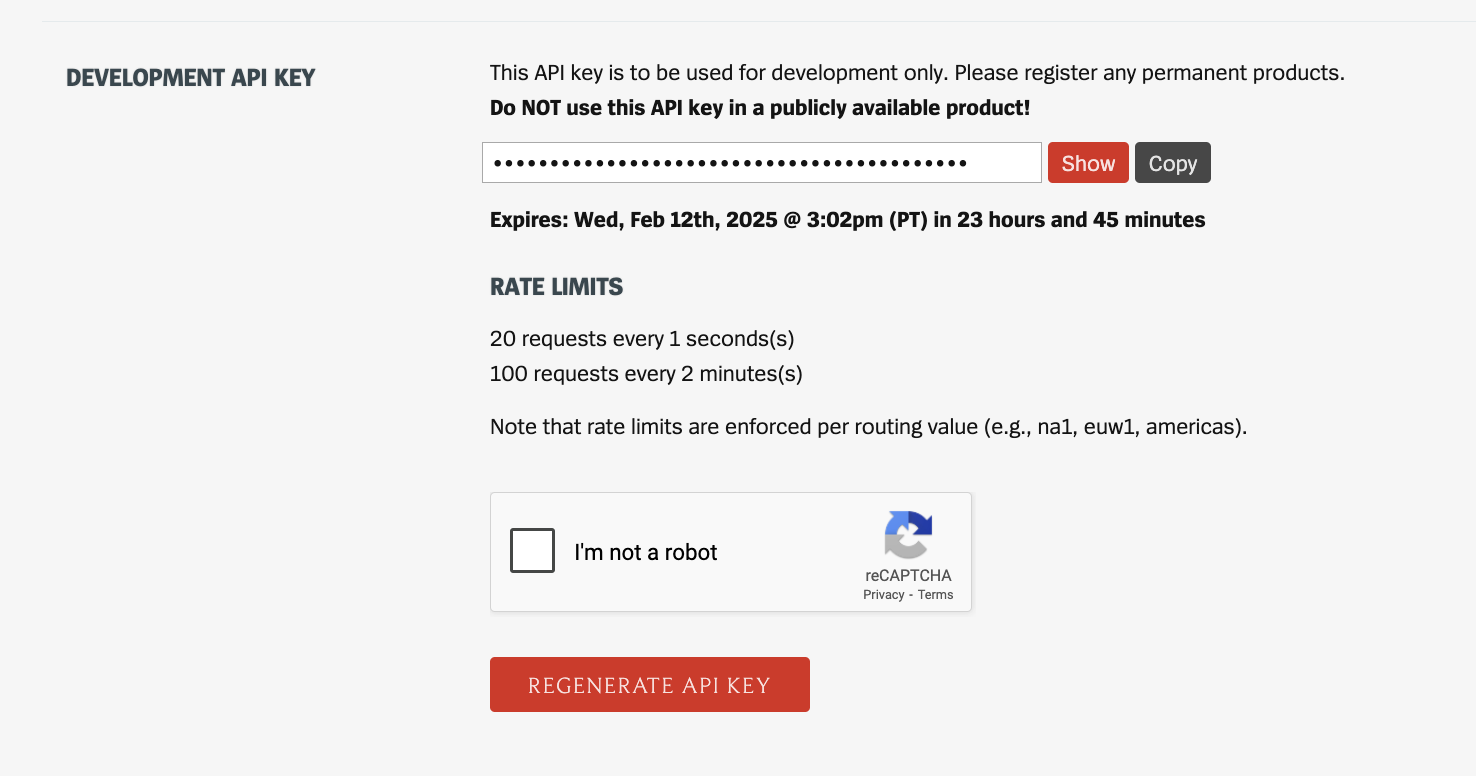 DEVELOPMENT API KEY
This API key is to be used for development only. Please register any permanent products.
Do NOT use this API key in a publicly available product!
••••••••••••••••••••••••••••••••••••••••••
Show
Copy
Expires: Wed, Feb 12th, 2025 @ 3:02pm (PT) in 23 hours and 45 minutes
RATE LIMITS
20 requests every 1 seconds(s)
100 requests every 2 minutes(s)
Note that rate limits are enforced per routing value (e.g., na1, euw1, americas).
I'm not a robot
reCAPTCHA
Privacy - Terms
REGENERATE API KEY